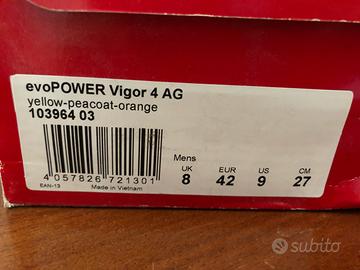 evoPOWER Vigor 4 AG
yellow-peacoat-orange
103964 03
Mens
UK EUR US CM
8 42 9 27
4 057826 721301
EAN-13
Made in Vietnam
subito